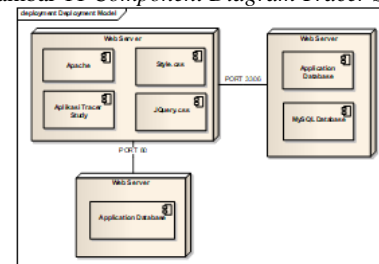 Component Diagram Tracer S
deployment Deployment Model
Web Server
Apache
Style.css
Aplikasi Tracer
Study
JQuery.css
PORT 3306
Web Server
Application
Database
MySQL Database
PORT 80
Web Server
Application Database